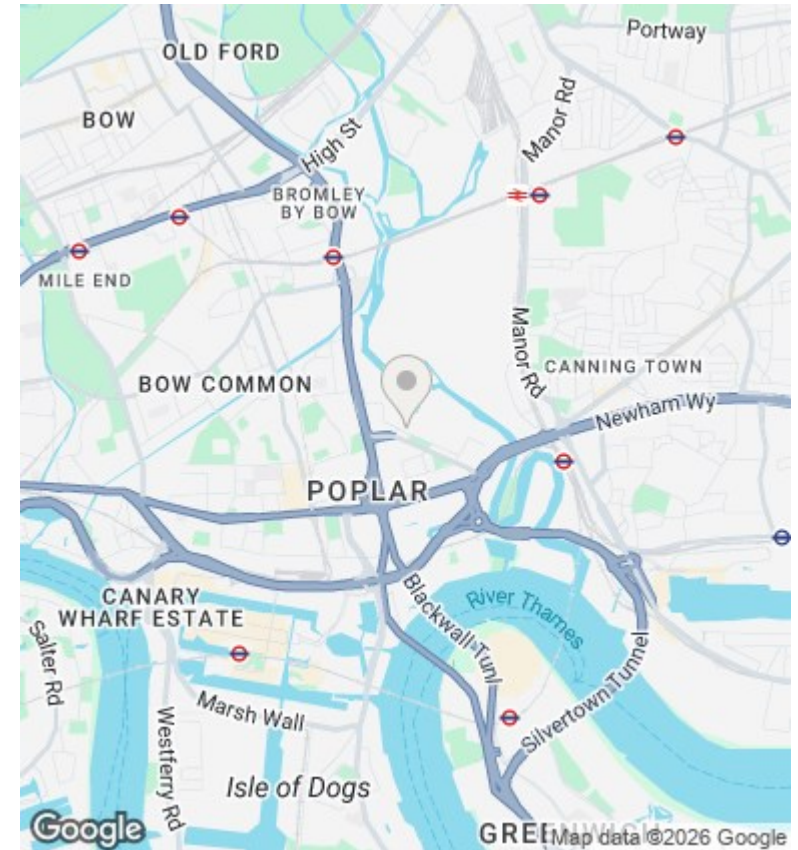 Portway
OLD FORD
Manor Rd
BOW
High St
BROMLEY
BY BOW
MILE END
Manor Rd
CANNING TOWN
BOW COMMON
Newham Wy
POPLAR
CANARY
WHARF ESTATE
Blackwall Tunl
River Thames
Salter Rd
Silvertown Tunnel
Marsh Wall
Westferry Rd
Isle of Dogs
GREENWICH
Google
Map data ©2026 Google